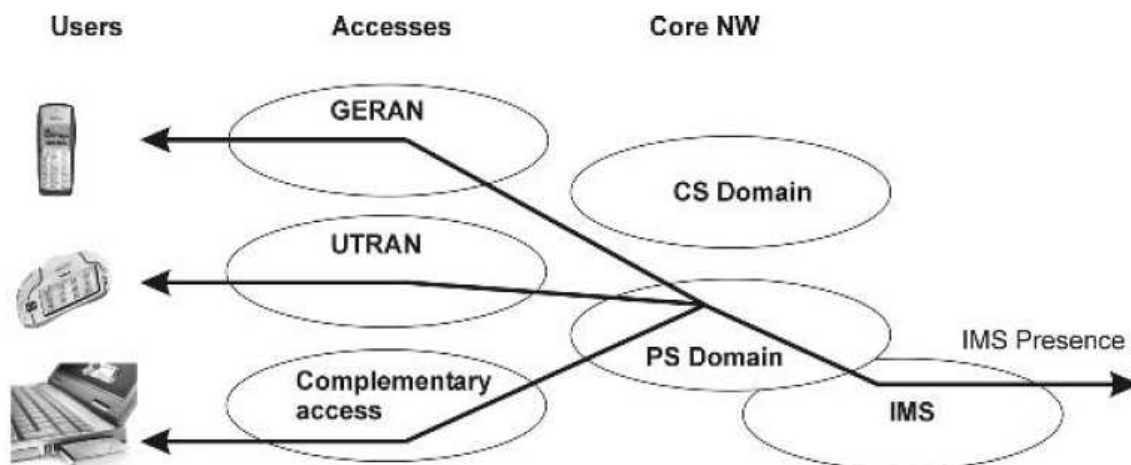 Users Accesses Core NW
GERAN
CS Domain
UTRAN
PS Domain
IMS Presence
Complementary
access
IMS